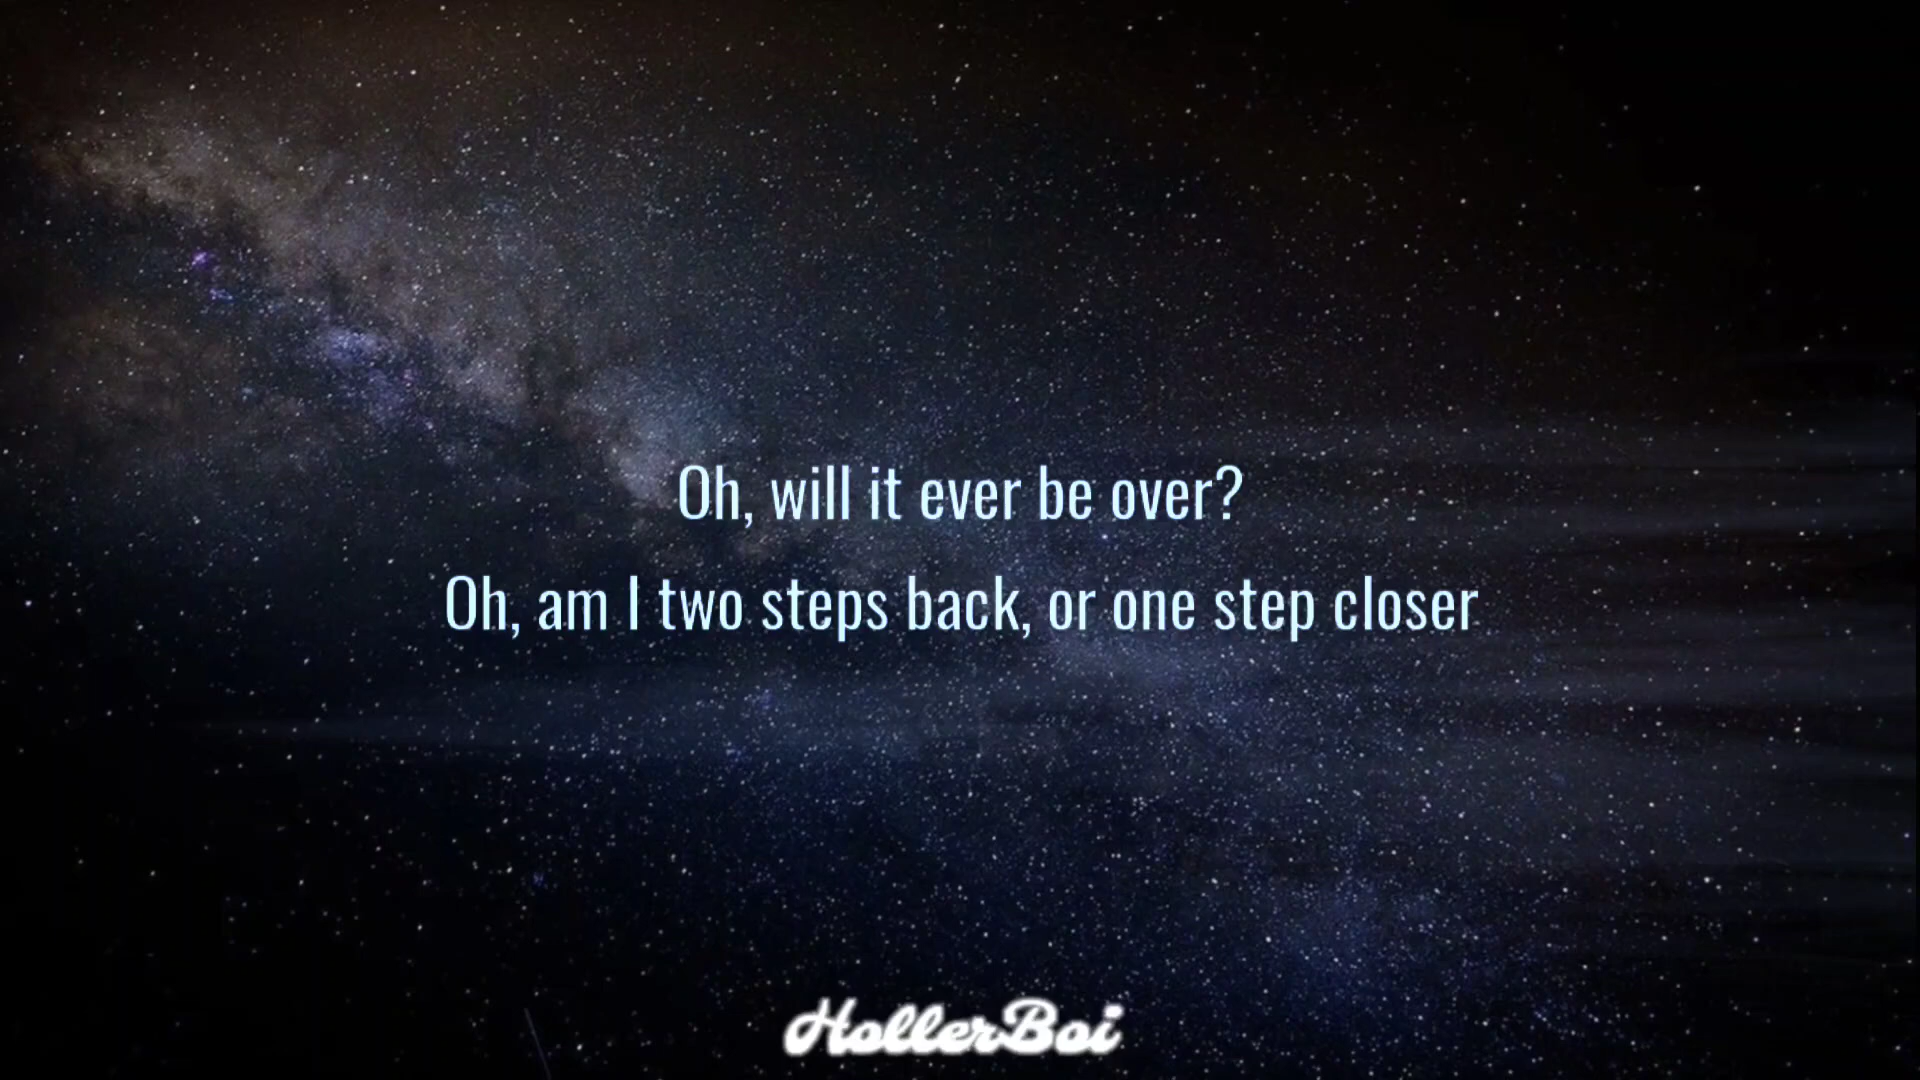 Oh, will it ever be over?
Oh, am I two steps back, or one step closer
HollerBoi